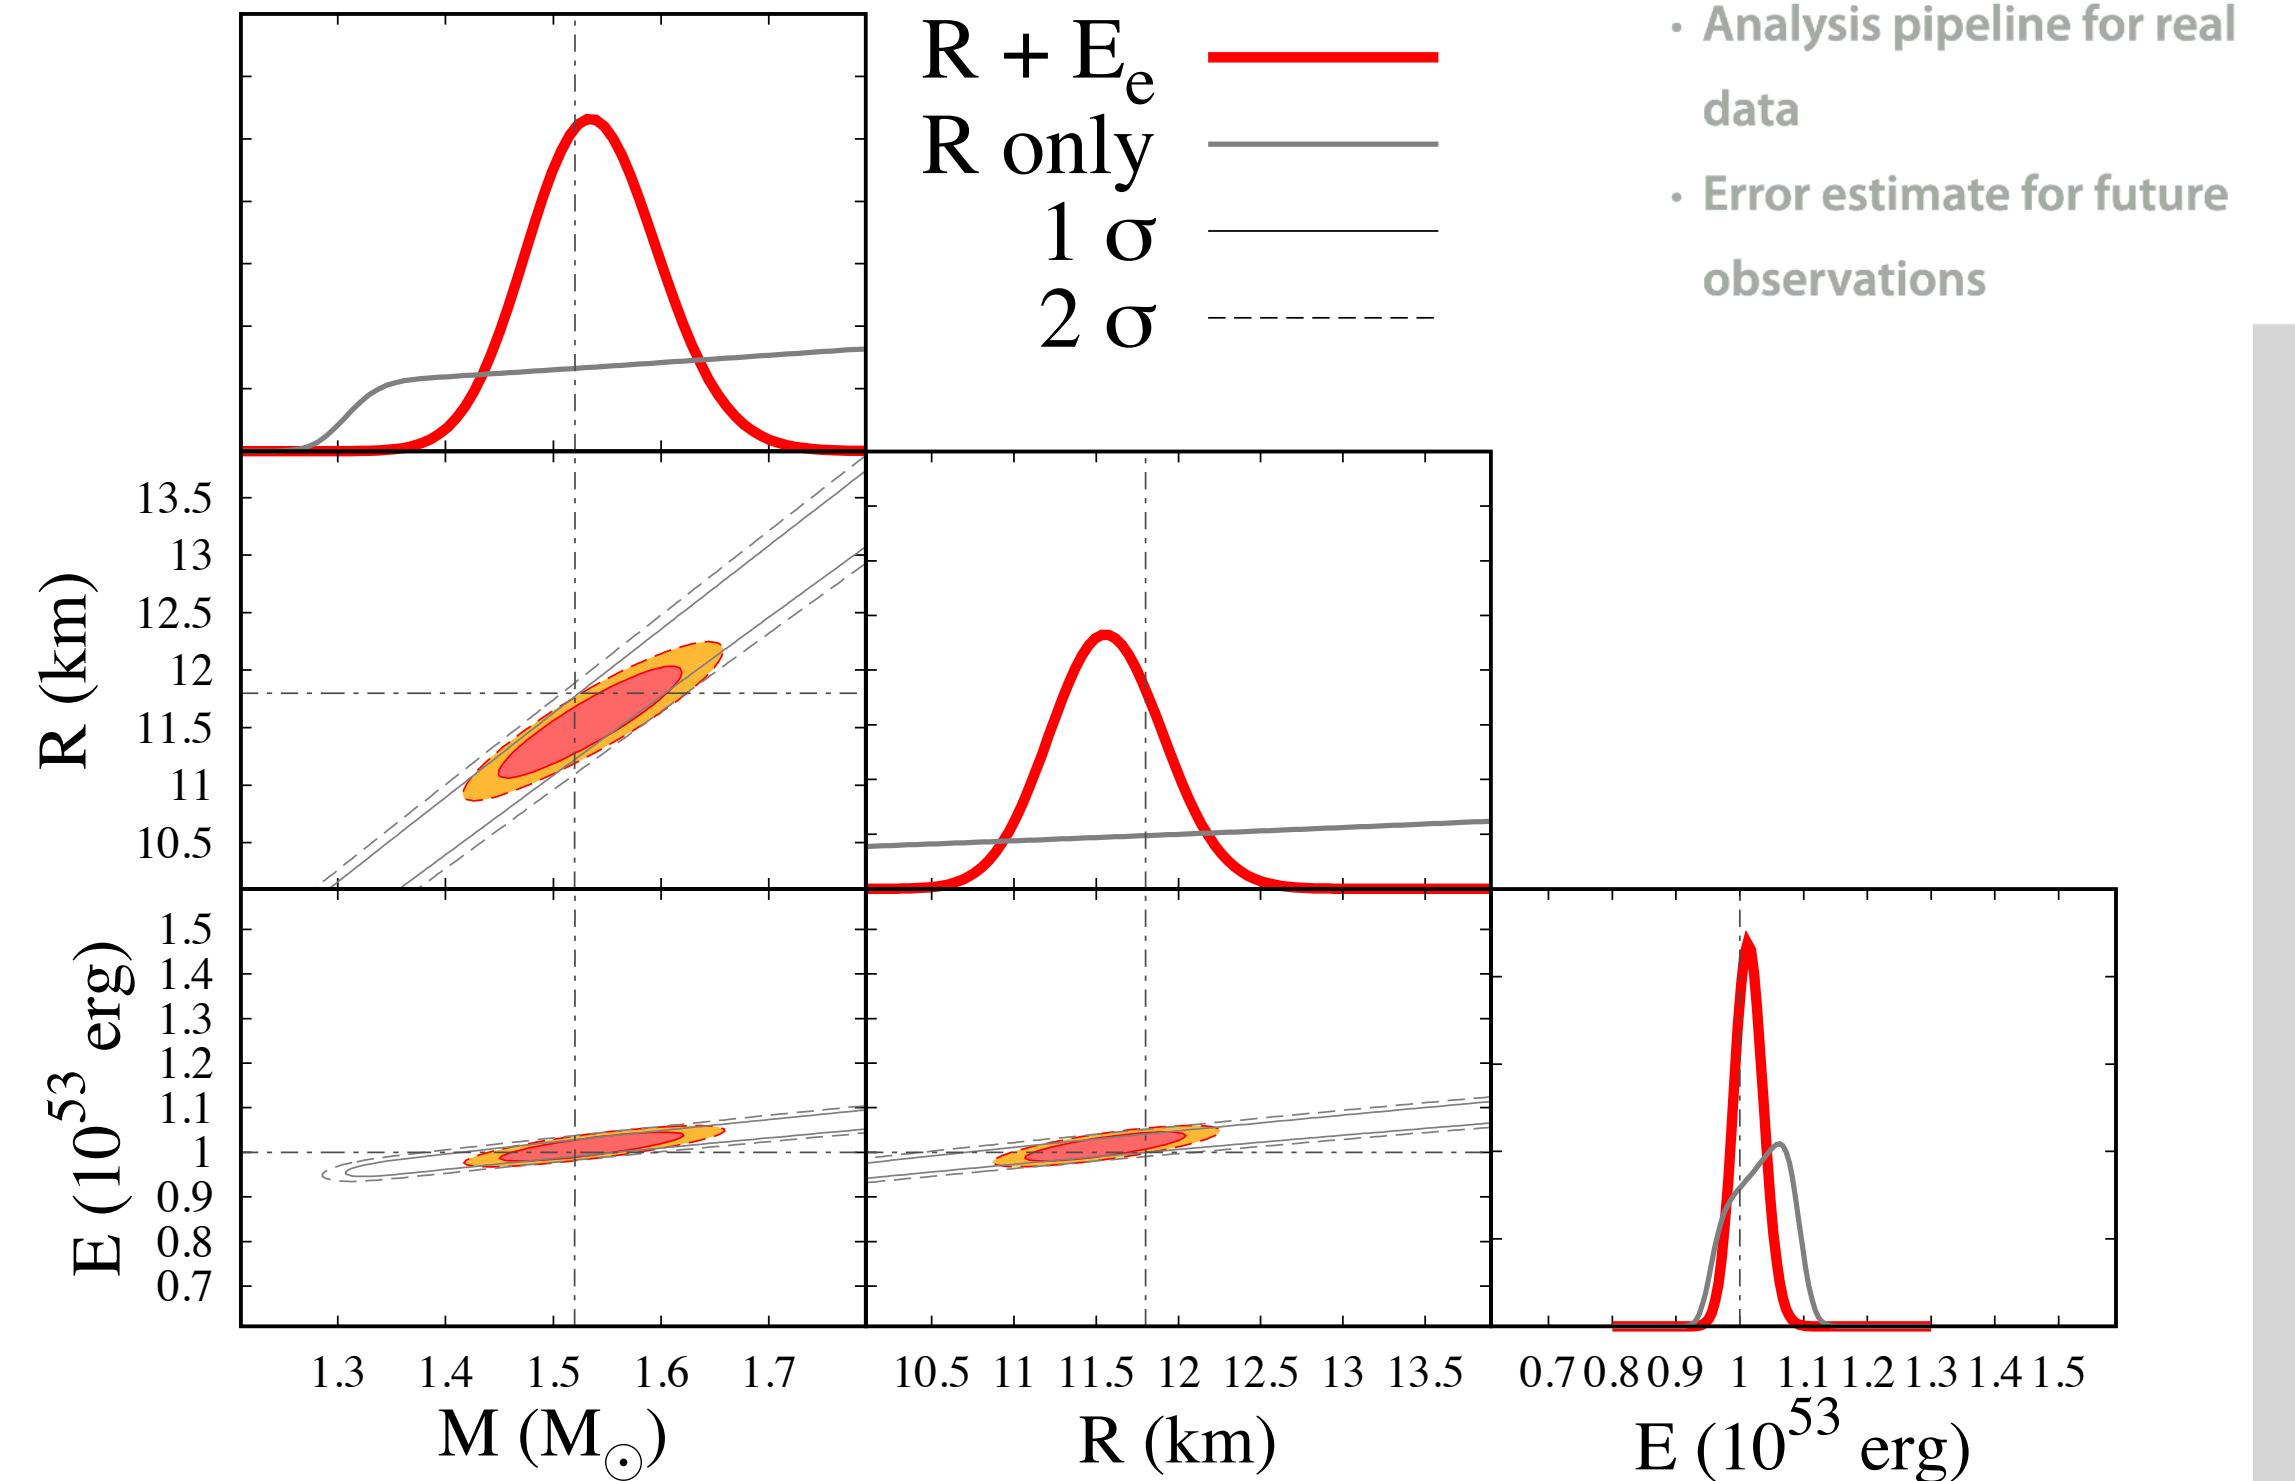 R + Eₑ
R only
1 σ
2 σ
• Analysis pipeline for real
data
• Error estimate for future
observations
13.5
13
12.5
12
11.5
11
10.5
R (km)
1.5
1.4
1.3
1.2
1.1
1
0.9
0.8
0.7
E (10⁵³ erg)
1.3 1.4 1.5 1.6 1.7
M (M⊙)
10.5 11 11.5 12 12.5 13 13.5
R (km)
0.7 0.8 0.9 1 1.1 1.2 1.3 1.4 1.5
E (10⁵³ erg)